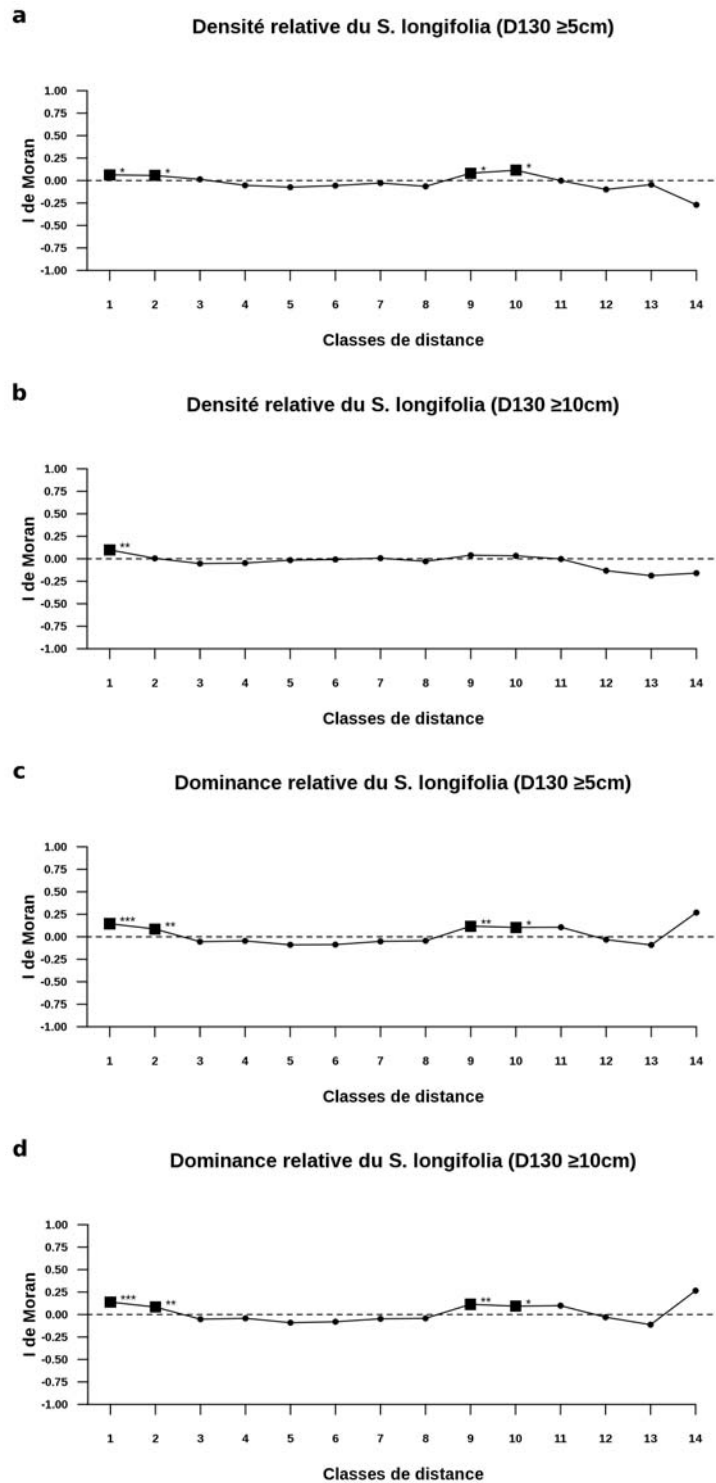 a
Densité relative du S. longifolia (D130 ≥5cm)
1.00
0.75
0.50
0.25
0.00
-0.25
-0.50
-0.75
-1.00
I de Moran
* * * *
1 2 3 4 5 6 7 8 9 10 11 12 13 14
Classes de distance
b
Densité relative du S. longifolia (D130 ≥10cm)
1.00
0.75
0.50
0.25
0.00
-0.25
-0.50
-0.75
-1.00
I de Moran
**
1 2 3 4 5 6 7 8 9 10 11 12 13 14
Classes de distance
c
Dominance relative du S. longifolia (D130 ≥5cm)
1.00
0.75
0.50
0.25
0.00
-0.25
-0.50
-0.75
-1.00
I de Moran
*** ** ** *
1 2 3 4 5 6 7 8 9 10 11 12 13 14
Classes de distance
d
Dominance relative du S. longifolia (D130 ≥10cm)
1.00
0.75
0.50
0.25
0.00
-0.25
-0.50
-0.75
-1.00
I de Moran
*** ** ** *
1 2 3 4 5 6 7 8 9 10 11 12 13 14
Classes de distance